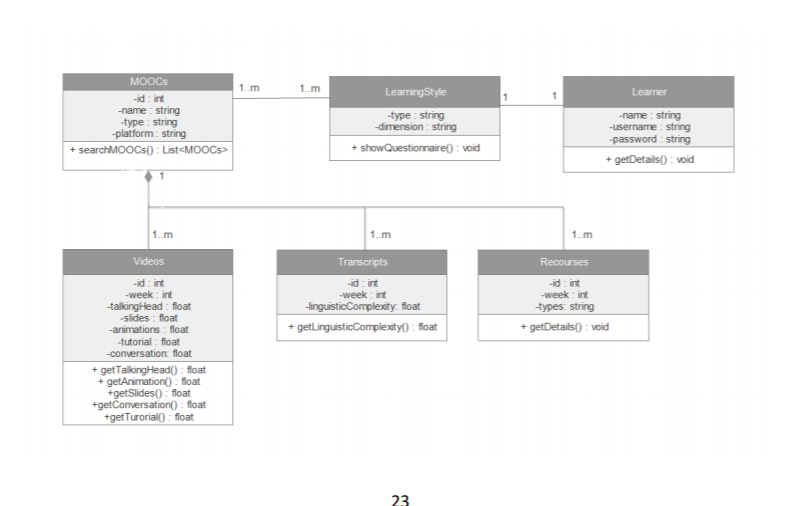 MOOCs
-id : int
-name : string
-type : string
-platform : string
+ searchMOOCs() : List<MOOCs>
1..m
1..m
LearningStyle
-type : string
-dimension : string
+ showQuestionnaire() : void
1
1
Learner
-name : string
-username : string
-password : string
+ getDetails() : void
1
1..m
1..m
1..m
Videos
-id : int
-week : int
-talkingHead : float
-slides : float
-animations : float
-tutorial : float
-conversation: float
+ getTalkingHead() : float
+ getAnimation() : float
+getSlides() : float
+getConversation() : float
+getTurorial() : float
Transcripts
-id : int
-week : int
-linguisticComplexity: float
+ getLinguisticComplexity() : float
Recourses
-id : int
-week : int
-types: string
+ getDetails() : void
23